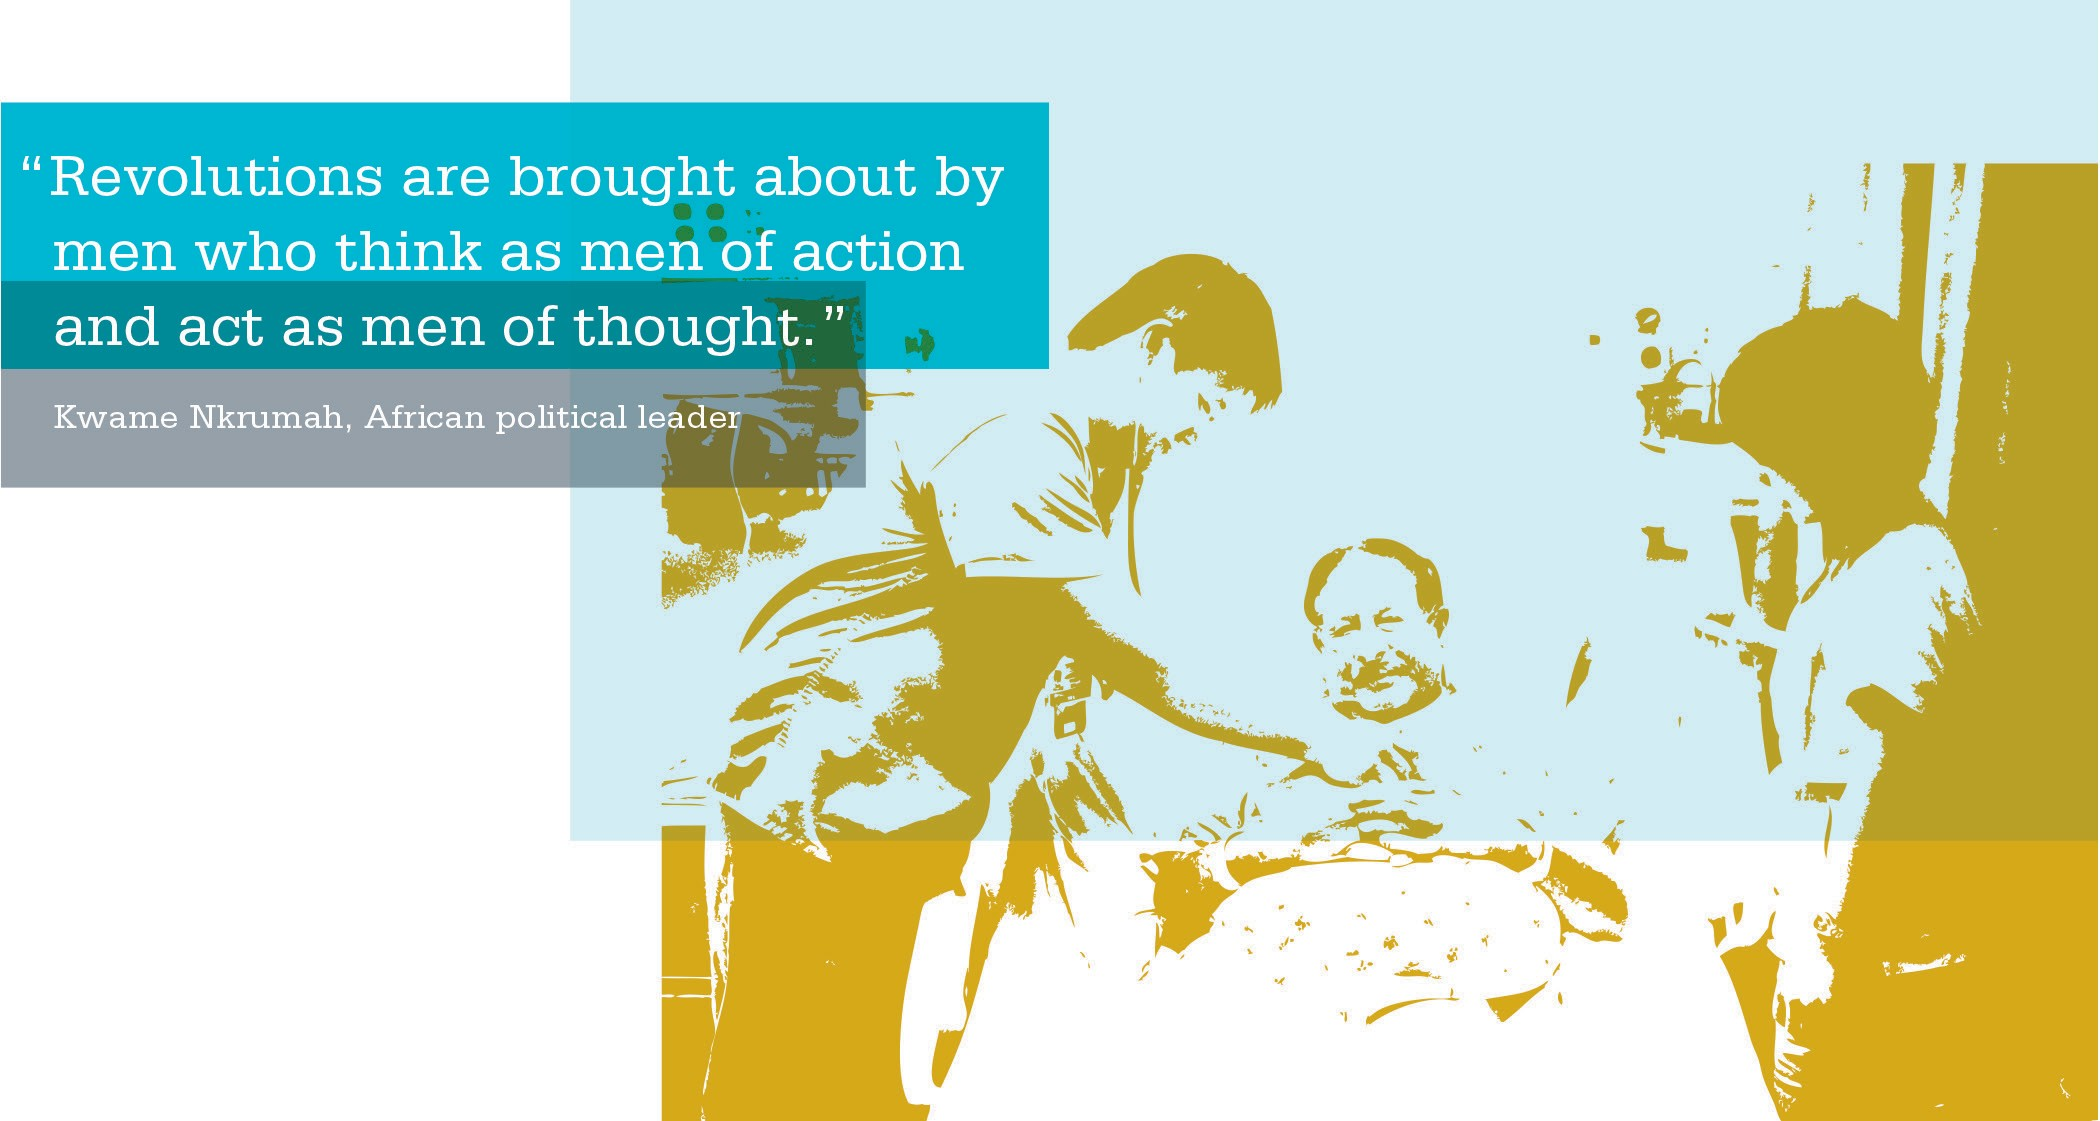 “Revolutions are brought about by
men who think as men of action
and act as men of thought.”
Kwame Nkrumah, African political leader